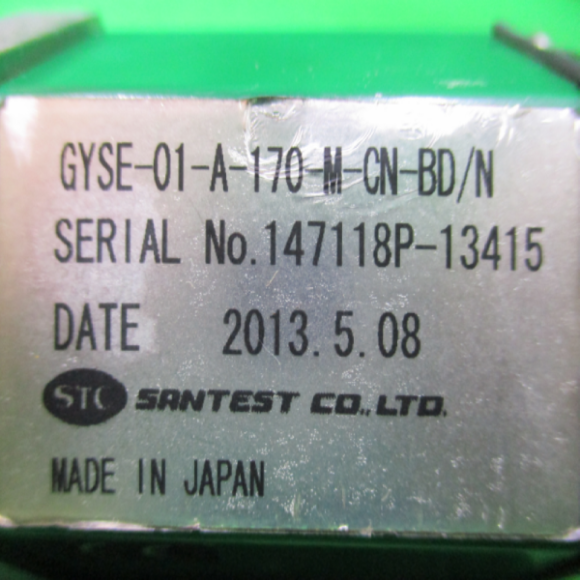 GYSE-01-A-170-M-CN-BD/N
SERIAL No.147118P-13415
DATE 2013.5.08
STC SANTEST CO.,LTD.
MADE IN JAPAN